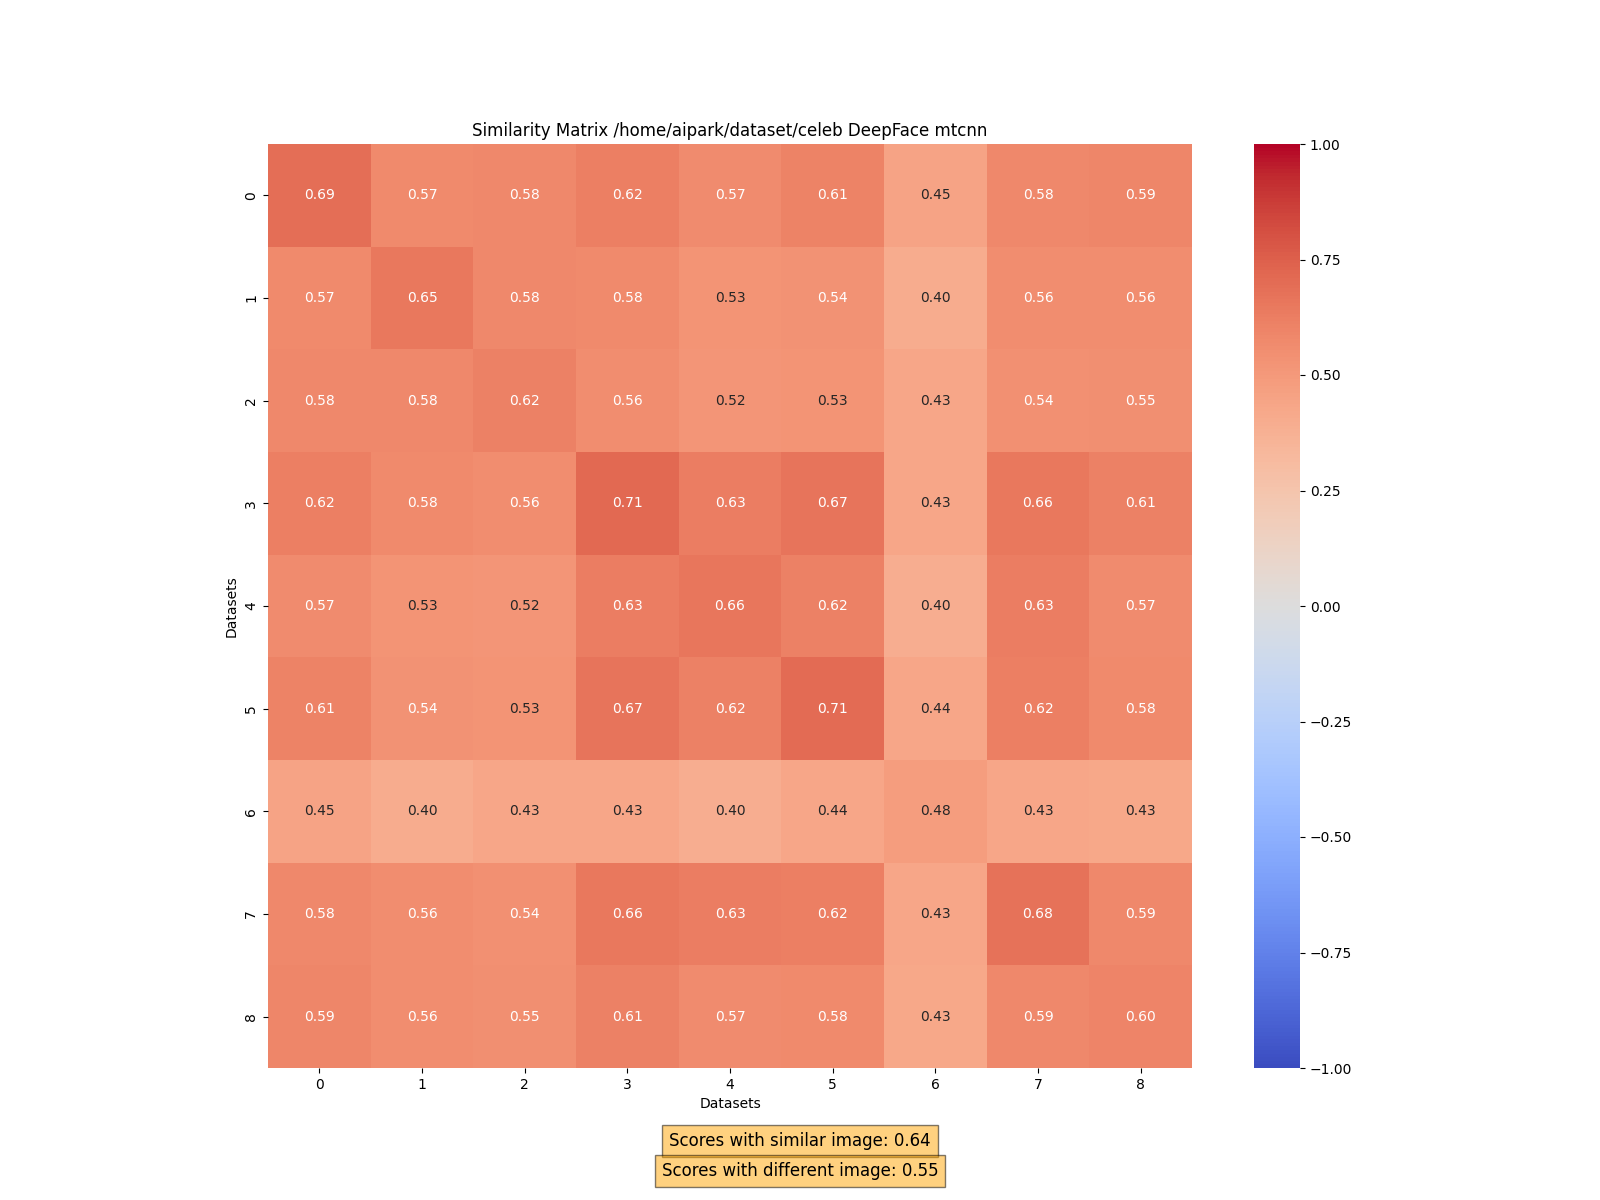 Similarity Matrix /home/aipark/dataset/celeb DeepFace mtcnn
0 0.69 0.57 0.58 0.62 0.57 0.61 0.45 0.58 0.59
1 0.57 0.65 0.58 0.58 0.53 0.54 0.40 0.56 0.56
2 0.58 0.58 0.62 0.56 0.52 0.53 0.43 0.54 0.55
3 0.62 0.58 0.56 0.71 0.63 0.67 0.43 0.66 0.61
4 0.57 0.53 0.52 0.63 0.66 0.62 0.40 0.63 0.57
5 0.61 0.54 0.53 0.67 0.62 0.71 0.44 0.62 0.58
6 0.45 0.40 0.43 0.43 0.40 0.44 0.48 0.43 0.43
7 0.58 0.56 0.54 0.66 0.63 0.62 0.43 0.68 0.59
8 0.59 0.56 0.55 0.61 0.57 0.58 0.43 0.59 0.60
0 1 2 3 4 5 6 7 8
Datasets
Datasets
1.00
0.75
0.50
0.25
0.00
−0.25
−0.50
−0.75
−1.00
Scores with similar image: 0.64
Scores with different image: 0.55